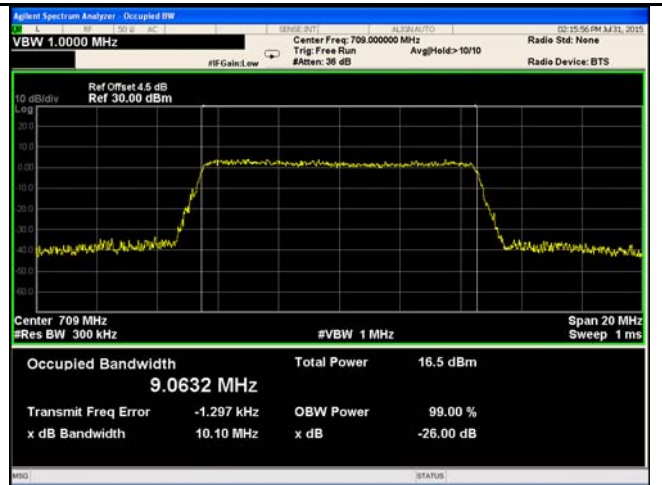 Agilent Spectrum Analyzer - Occupied BW
L RF 50 Ω AC SENSE:INT ALIGN AUTO 02:15:56 PM Jul 31, 2015
VBW 1.0000 MHz Center Freq: 709.000000 MHz Radio Std: None
Trig: Free Run Avg|Hold:> 10/10
#IFGain:Low #Atten: 36 dB Radio Device: BTS
Ref Offset 4.5 dB
10 dB/div Ref 30.00 dBm
Log
20.0
10.0
0.00
-10.0
-20.0
-30.0
-40.0
-50.0
-60.0
Center 709 MHz Span 20 MHz
#Res BW 300 kHz #VBW 1 MHz Sweep 1 ms
Occupied Bandwidth Total Power 16.5 dBm
9.0632 MHz
Transmit Freq Error -1.297 kHz OBW Power 99.00 %
x dB Bandwidth 10.10 MHz x dB -26.00 dB
MSG STATUS